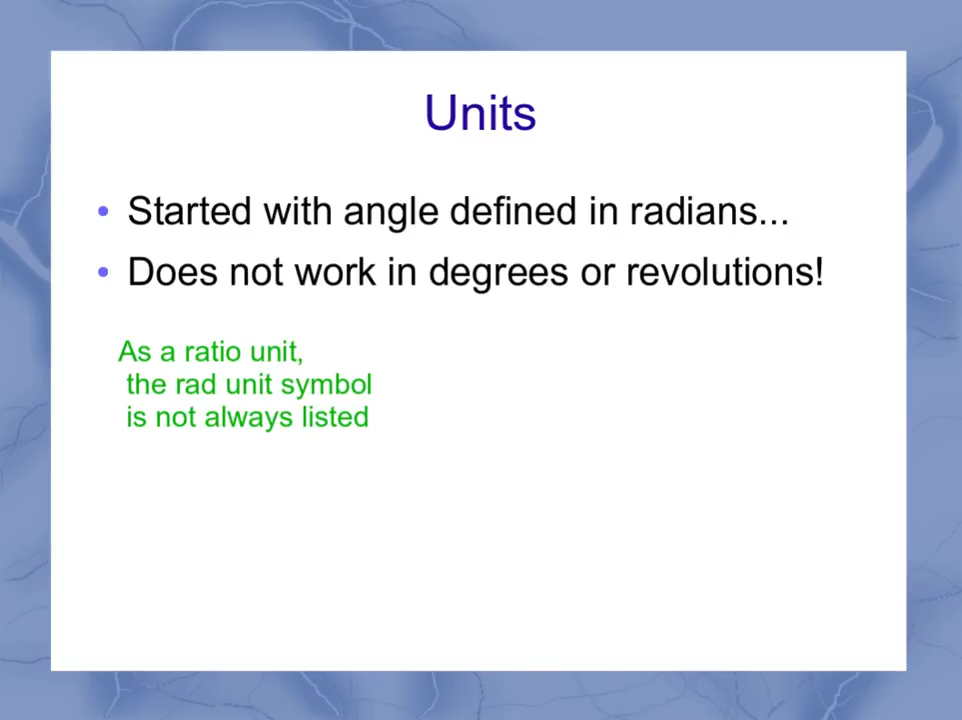 Units
• Started with angle defined in radians...
• Does not work in degrees or revolutions!
As a ratio unit,
the rad unit symbol
is not always listed